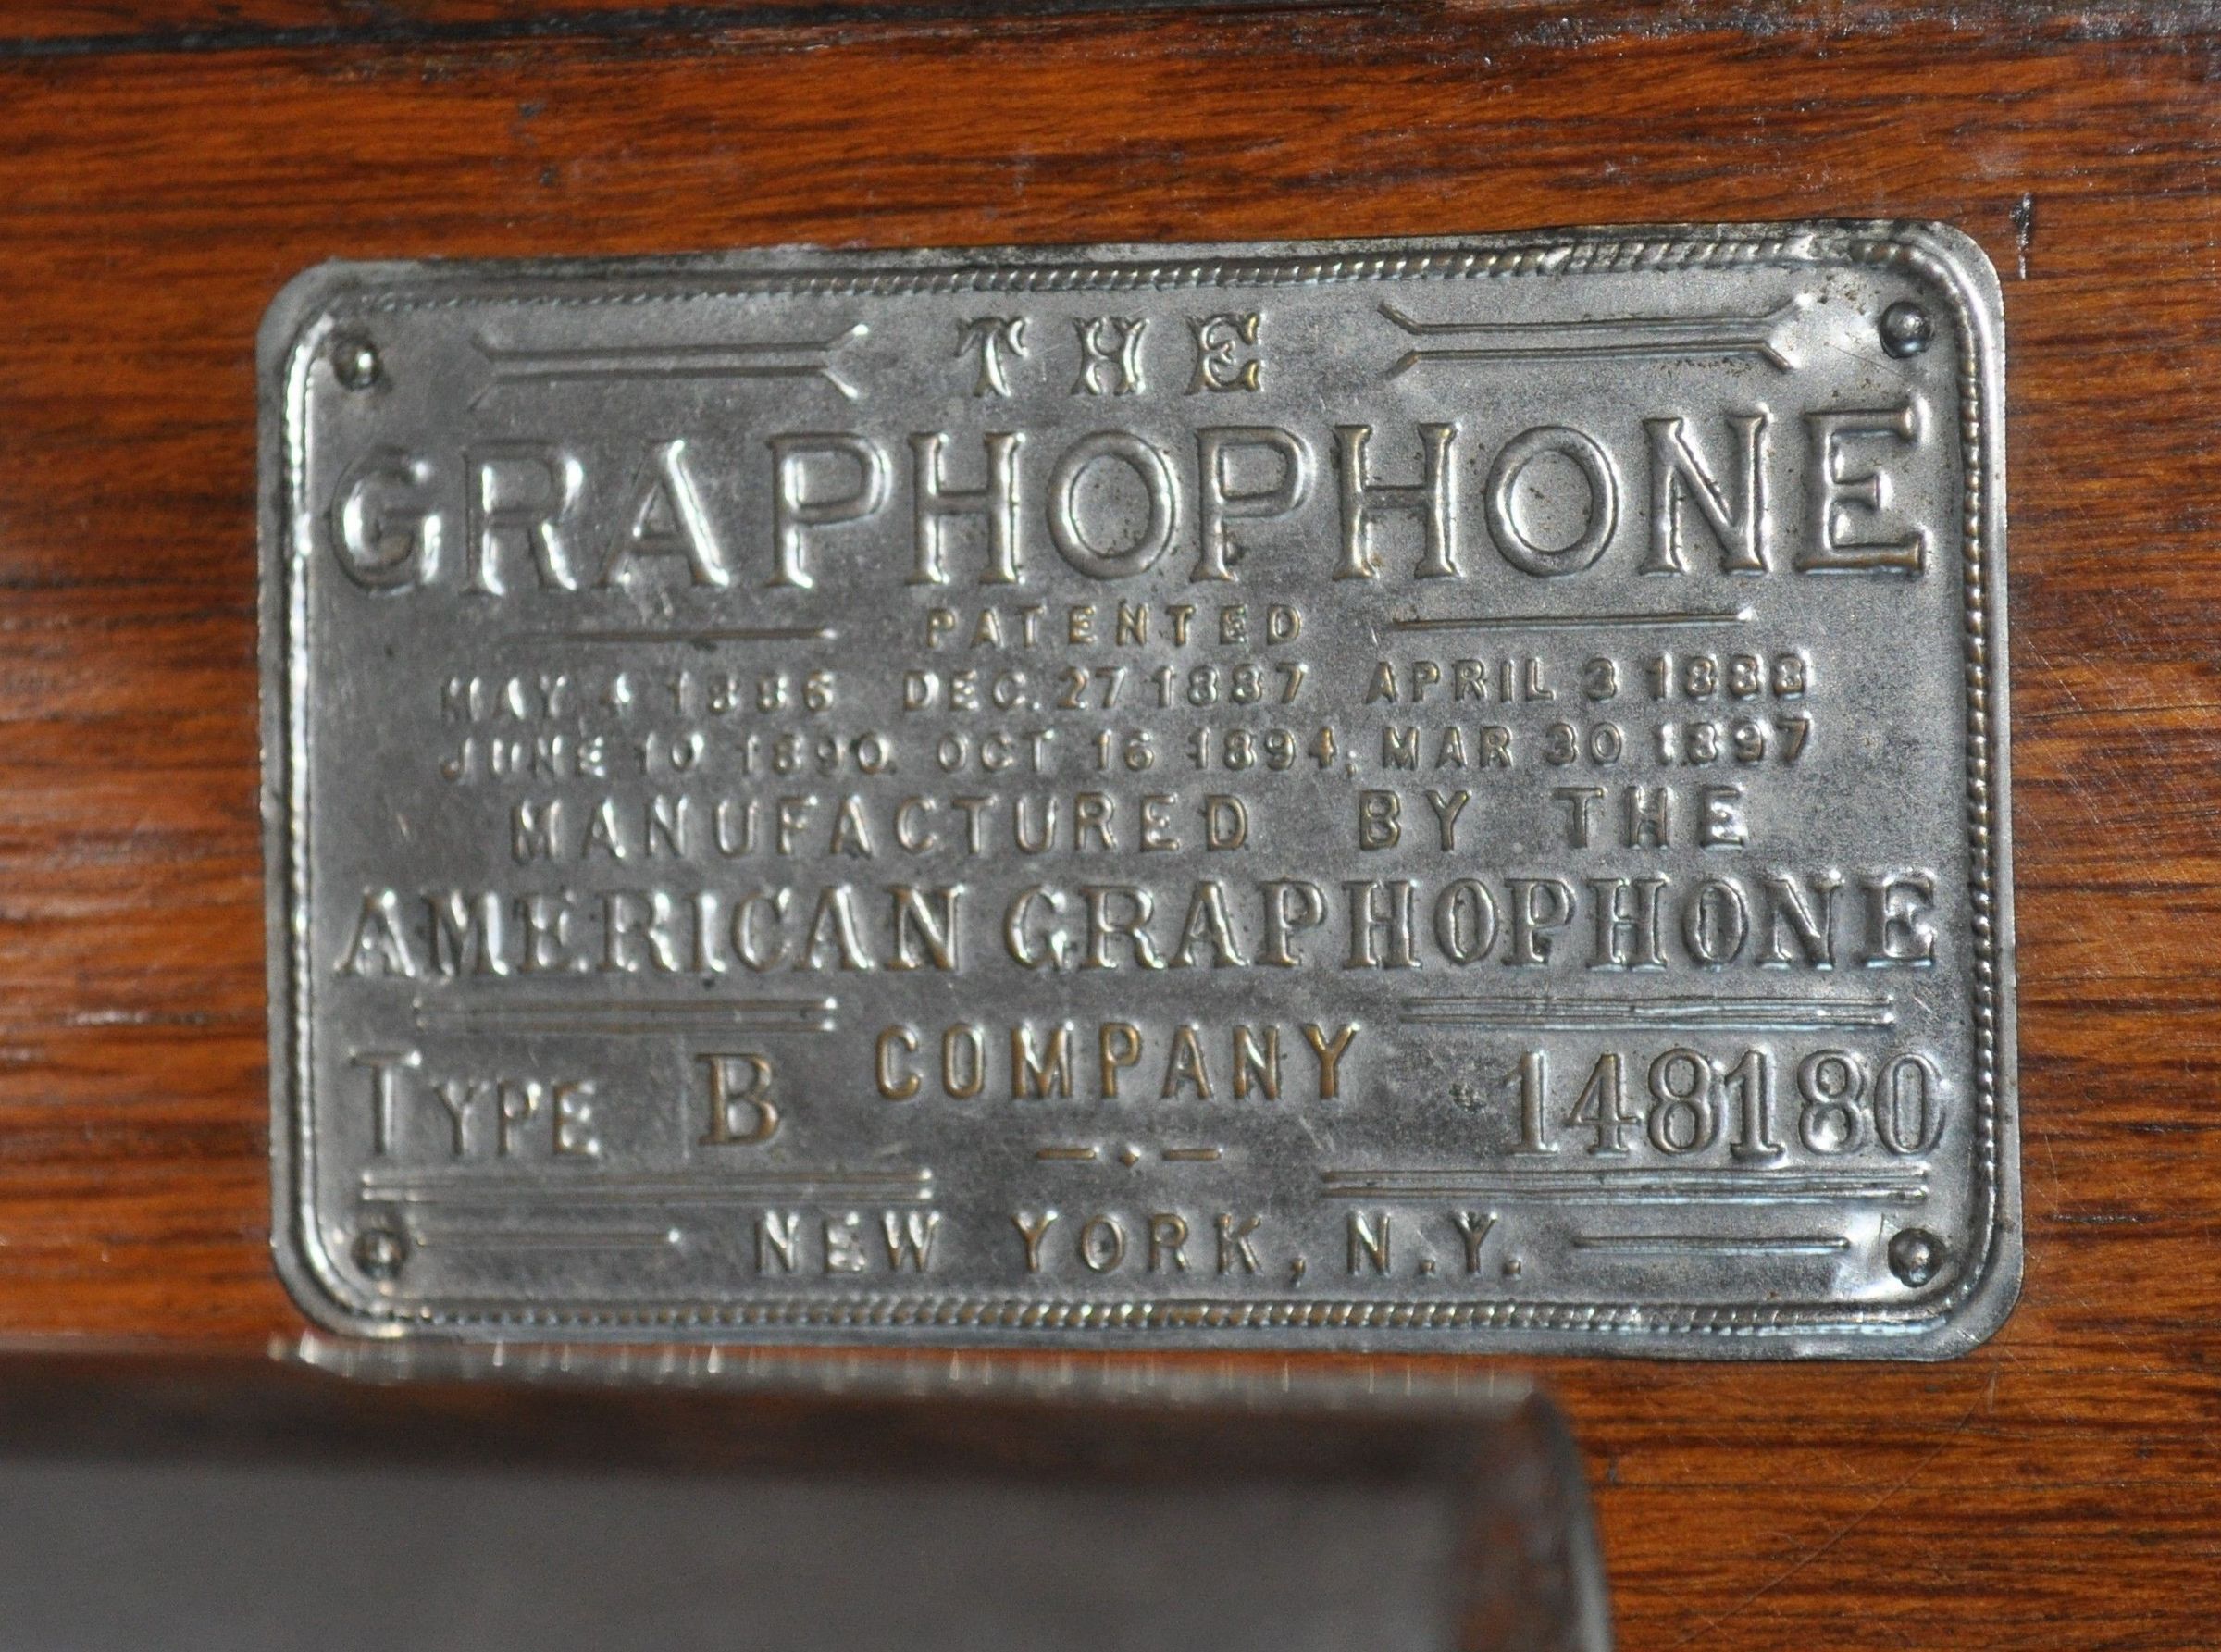 THE
GRAPHOPHONE
PATENTED
MAY 4 1886 DEC. 27 1887 APRIL 3 1888
JUNE 10 1890. OCT 16 1894, MAR 30 1897
MANUFACTURED BY THE
AMERICAN GRAPHOPHONE
COMPANY
TYPE B 148180
NEW YORK, N.Y.